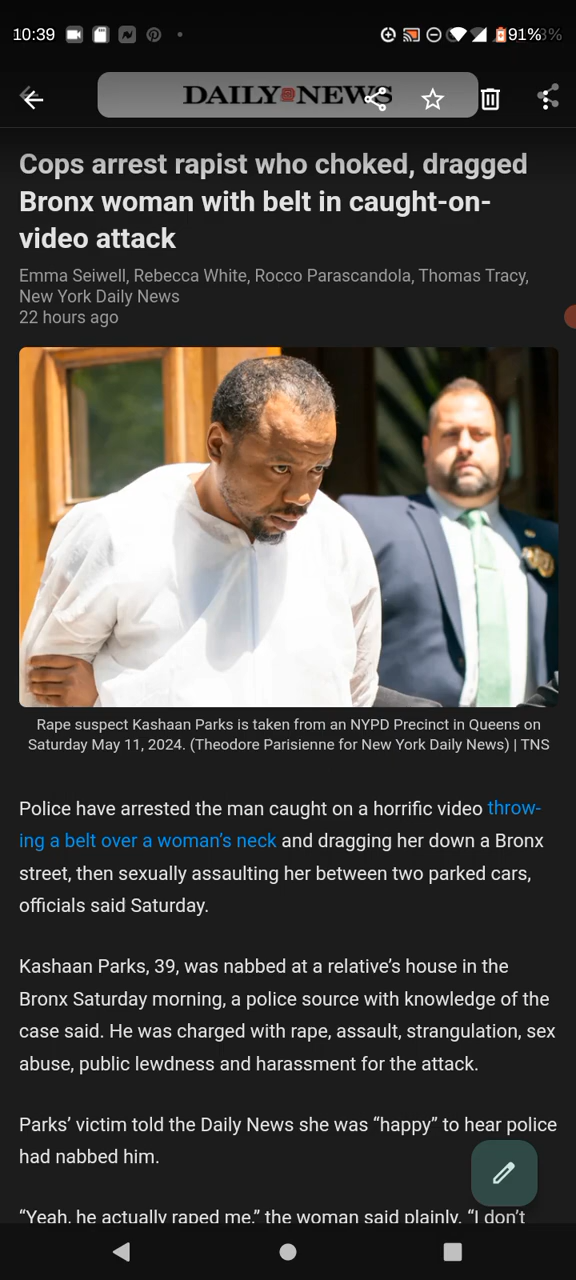 10:39
91%
DAILY NEWS
Cops arrest rapist who choked, dragged
Bronx woman with belt in caught-on-
video attack
Emma Seiwell, Rebecca White, Rocco Parascandola, Thomas Tracy,
New York Daily News
22 hours ago
Rape suspect Kashaan Parks is taken from an NYPD Precinct in Queens on
Saturday May 11, 2024. (Theodore Parisienne for New York Daily News) | TNS
Police have arrested the man caught on a horrific video throw-
ing a belt over a woman’s neck and dragging her down a Bronx
street, then sexually assaulting her between two parked cars,
officials said Saturday.
Kashaan Parks, 39, was nabbed at a relative’s house in the
Bronx Saturday morning, a police source with knowledge of the
case said. He was charged with rape, assault, strangulation, sex
abuse, public lewdness and harassment for the attack.
Parks’ victim told the Daily News she was “happy” to hear police
had nabbed him.
“Yeah, he actually raped me,” the woman said plainly. “I don’t